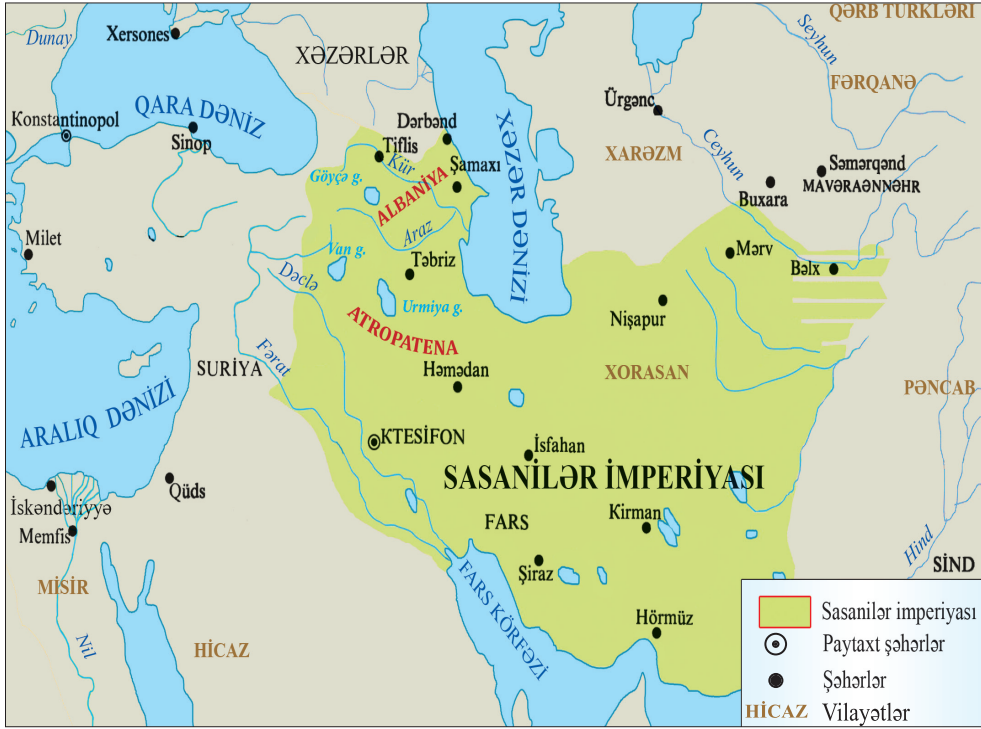 QƏRB TÜRKLƏRİ
Dunay
Xersones
Seyhun
XƏZƏRLƏR
FƏRQANƏ
Ürgənc
QARA DƏNİZ
Konstantinopol
Dərbənd
XƏZƏR DƏNİZİ
Sinop
Tiflis
Kür
XARƏZM
Ceyhun
Səmərqənd
MAVƏRAƏNNƏHR
Şamaxı
Göyçə g.
ALBANİYA
Buxara
Araz
Milet
Van g.
Mərv
Təbriz
Bəlx
Dəclə
Urmiya g.
Nişapur
ATROPATENA
Fərat
SURİYA
Həmədan
XORASAN
PƏNCAB
ARALIQ DƏNİZİ
KTESİFON
İsfahan
SASANİLƏR İMPERİYASI
Qüds
İskəndəriyyə
Memfis
FARS
Kirman
Hind
SİND
MİSİR
Şiraz
FARS KÖRFƏZİ
Hörmüz
Nil
HİCAZ
Sasanilər imperiyası
Paytaxt şəhərlər
Şəhərlər
HİCAZ Vilayətlər